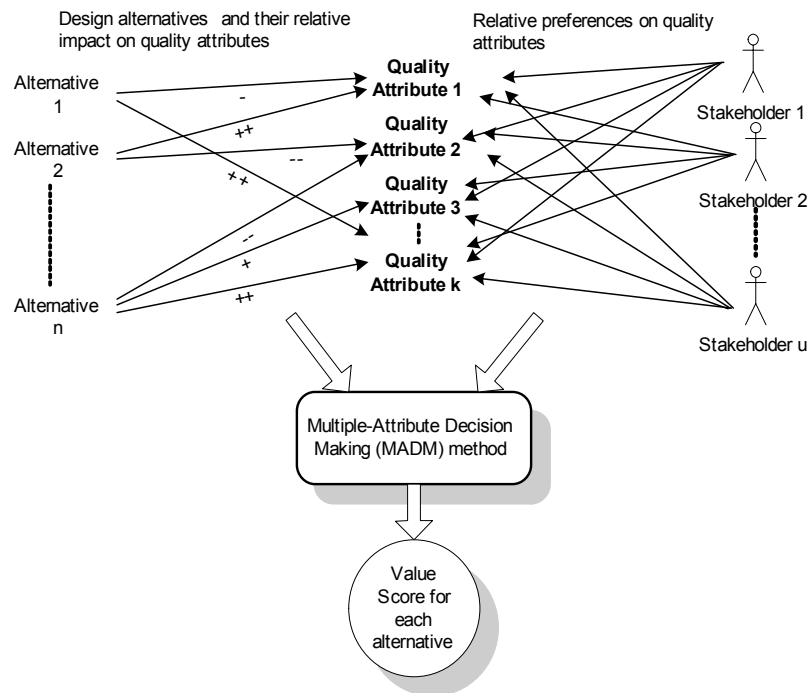 Design alternatives and their relative
impact on quality attributes
Relative preferences on quality
attributes
Alternative
1
Alternative
2
Alternative
n
-
++
--
++
--
+
++
Quality
Attribute 1
Quality
Attribute 2
Quality
Attribute 3
Quality
Attribute k
Stakeholder 1
Stakeholder 2
Stakeholder u
Multiple-Attribute Decision
Making (MADM) method
Value
Score for
each
alternative